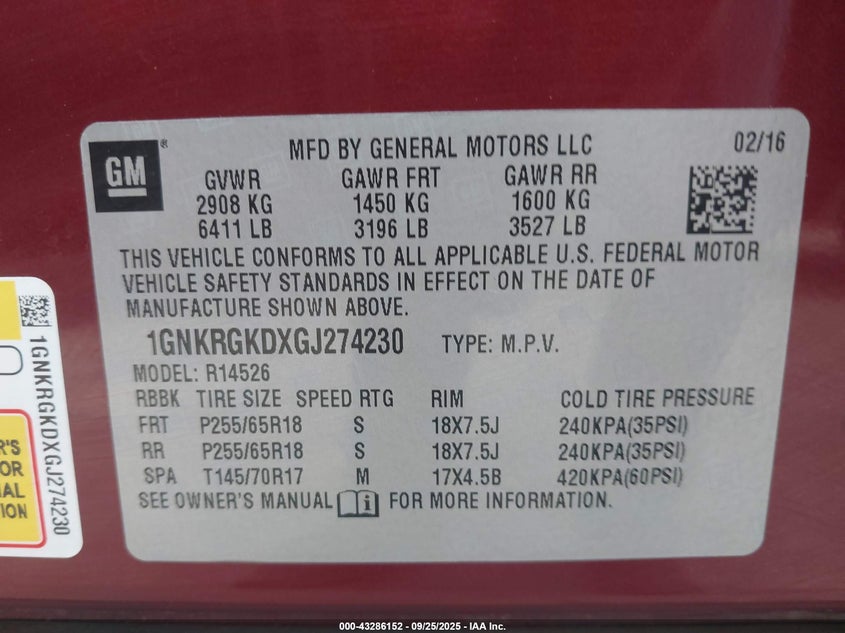 GM
®
MFD BY GENERAL MOTORS LLC 02/16
GVWR GAWR FRT GAWR RR
2908 KG 1450 KG 1600 KG
6411 LB 3196 LB 3527 LB
THIS VEHICLE CONFORMS TO ALL APPLICABLE U.S. FEDERAL MOTOR
VEHICLE SAFETY STANDARDS IN EFFECT ON THE DATE OF
MANUFACTURE SHOWN ABOVE.
1GNKRGKDXGJ274230 TYPE: M.P.V.
MODEL: R14526
RBBK TIRE SIZE SPEED RTG RIM COLD TIRE PRESSURE
FRT P255/65R18 S 18X7.5J 240KPA(35PSI)
RR P255/65R18 S 18X7.5J 240KPA(35PSI)
SPA T145/70R17 M 17X4.5B 420KPA(60PSI)
SEE OWNER'S MANUAL i FOR MORE INFORMATION.
1GNKRGKDXGJ274230
R'S
OR
AL
ION
000-43286152 - 09/25/2025 - IAA Inc.